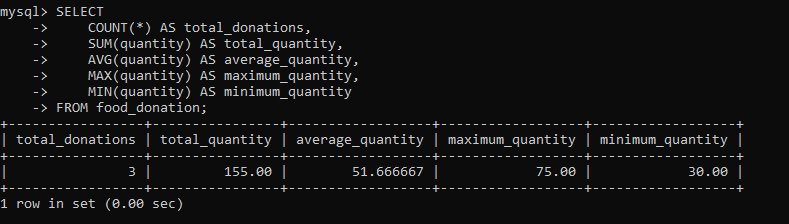 mysql> SELECT
    ->     COUNT(*) AS total_donations,
    ->     SUM(quantity) AS total_quantity,
    ->     AVG(quantity) AS average_quantity,
    ->     MAX(quantity) AS maximum_quantity,
    ->     MIN(quantity) AS minimum_quantity
    -> FROM food_donation;
+-----------------+----------------+------------------+------------------+------------------+
| total_donations | total_quantity | average_quantity | maximum_quantity | minimum_quantity |
+-----------------+----------------+------------------+------------------+------------------+
|               3 |         155.00 |        51.666667 |            75.00 |            30.00 |
+-----------------+----------------+------------------+------------------+------------------+
1 row in set (0.00 sec)